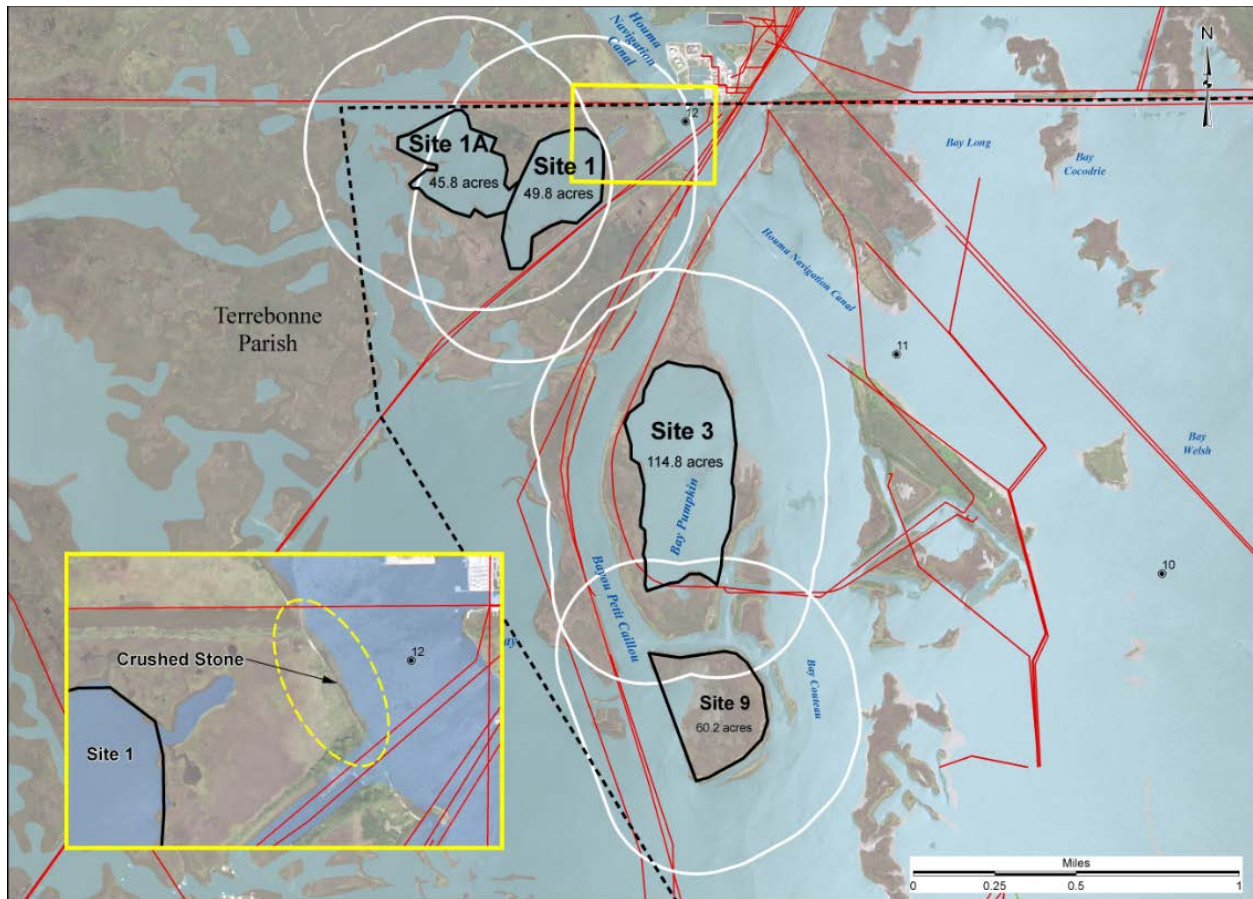 Houma
Navigation
Canal
N
12
Site 1A
45.8 acres
Site 1
49.8 acres
Bay Long
Bay
Cocodrie
Houma Navigation Canal
Terrebonne
Parish
11
Site 3
114.8 acres
Bay Pumpkin
Bay
Welsh
10
Bayou Petit Caillou
Bay Couteau
Site 9
60.2 acres
Crushed Stone
12
Site 1
Miles
0 0.25 0.5 1